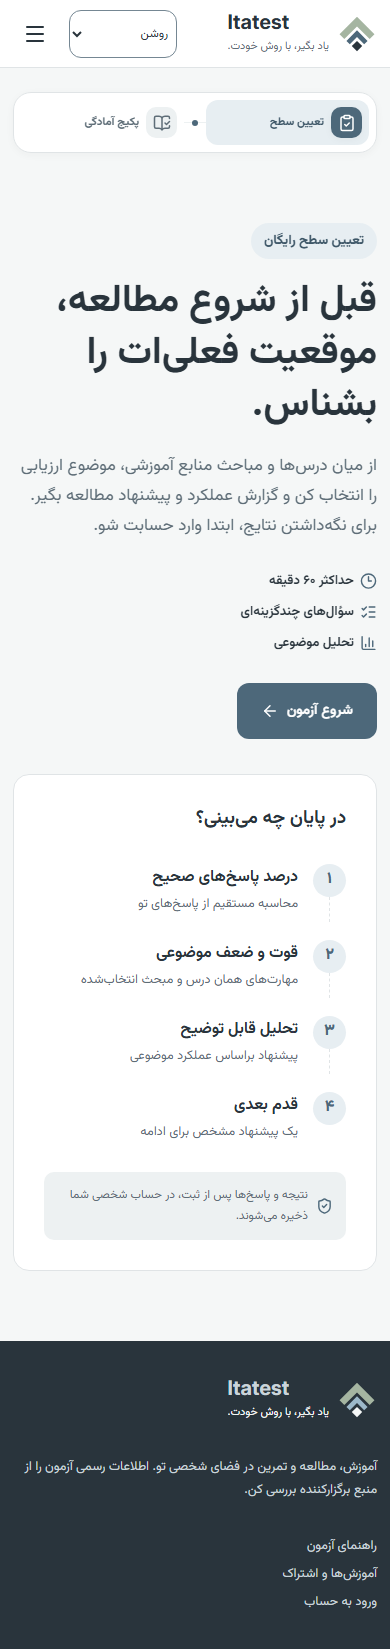 Itatest
یاد بگیر، با روش خودت.
روشن
تعیین سطح
پکیج آمادگی
تعیین سطح رایگان
قبل از شروع مطالعه،
موقعیت فعلی‌ات را
بشناس.
از میان درس‌ها و مباحث منابع آموزشی، موضوع ارزیابی
را انتخاب کن و گزارش عملکرد و پیشنهاد مطالعه بگیر.
برای نگه‌داشتن نتایج، ابتدا وارد حسابت شو.
حداکثر ۶۰ دقیقه
سؤال‌های چندگزینه‌ای
تحلیل موضوعی
شروع آزمون
در پایان چه می‌بینی؟
۱
درصد پاسخ‌های صحیح
محاسبه مستقیم از پاسخ‌های تو
۲
قوت و ضعف موضوعی
مهارت‌های همان درس و مبحث انتخاب‌شده
۳
تحلیل قابل توضیح
پیشنهاد براساس عملکرد موضوعی
۴
قدم بعدی
یک پیشنهاد مشخص برای ادامه
نتیجه و پاسخ‌ها پس از ثبت، در حساب شخصی شما
ذخیره می‌شوند.
Itatest
یاد بگیر، با روش خودت.
آموزش، مطالعه و تمرین در فضای شخصی تو. اطلاعات رسمی آزمون را از
منبع برگزارکننده بررسی کن.
راهنمای آزمون
آموزش‌ها و اشتراک
ورود به حساب